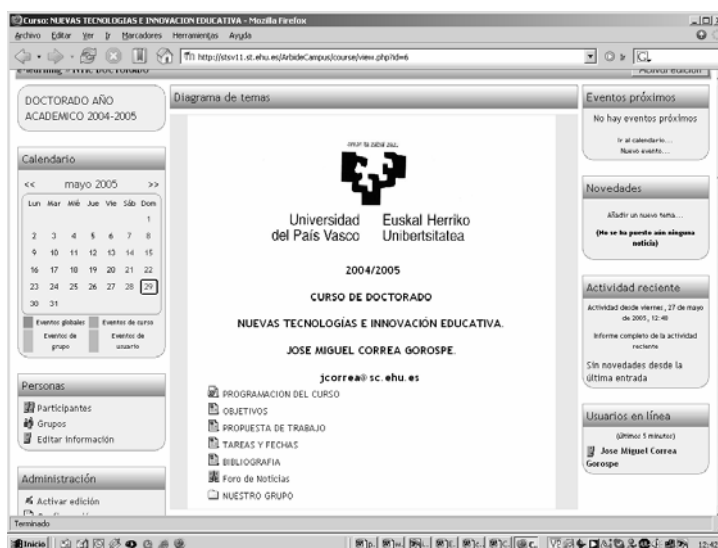 Curso: NUEVAS TECNOLOGIAS E INNOVACION EDUCATIVA - Mozilla Firefox
Archivo Editar Ver Ir Marcadores Herramientas Ayuda
http://stsv11.st.ehu.es/ArbideCampus/course/view.php?id=6
DOCTORADO AÑO
ACADEMICO 2004-2005
Calendario
<< mayo 2005 >>
Lun Mar Mié Jue Vie Sáb Dom
1
2 3 4 5 6 7 8
9 10 11 12 13 14 15
16 17 18 19 20 21 22
23 24 25 26 27 28 29
30 31
Eventos globales Eventos de curso
Eventos de grupo Eventos de usuario
Personas
Participantes
Grupos
Editar información
Administración
Activar edición
Diagrama de temas
Universidad Euskal Herriko
del País Vasco Unibertsitatea
2004/2005
CURSO DE DOCTORADO
NUEVAS TECNOLOGÍAS E INNOVACIÓN EDUCATIVA.
JOSE MIGUEL CORREA GOROSPE.
jcorrea@sc.ehu.es
PROGRAMACION DEL CURSO
OBJETIVOS
PROPUESTA DE TRABAJO
TAREAS Y FECHAS
BIBLIOGRAFIA
Foro de Noticias
NUESTRO GRUPO
Eventos próximos
No hay eventos próximos
Ir al calendario...
Nuevo evento...
Novedades
Añadir un nuevo tema...
(No se ha puesto aún ninguna
noticia)
Actividad reciente
Actividad desde viernes, 27 de mayo
de 2005, 12:40
Informe completo de la actividad
reciente
Sin novedades desde la
última entrada
Usuarios en línea
(últimos 5 minutos)
Jose Miguel Correa
Gorospe
Terminado
Inicio
12:42